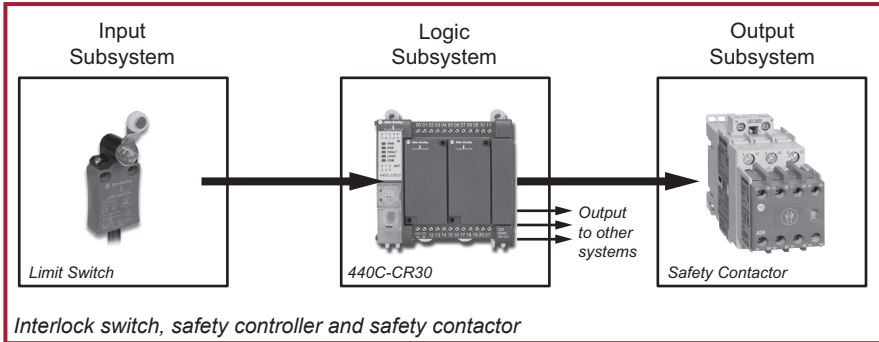 Input
Subsystem
Logic
Subsystem
Output
Subsystem
Limit Switch
440C-CR30
Output
to other
systems
Safety Contactor
Interlock switch, safety controller and safety contactor